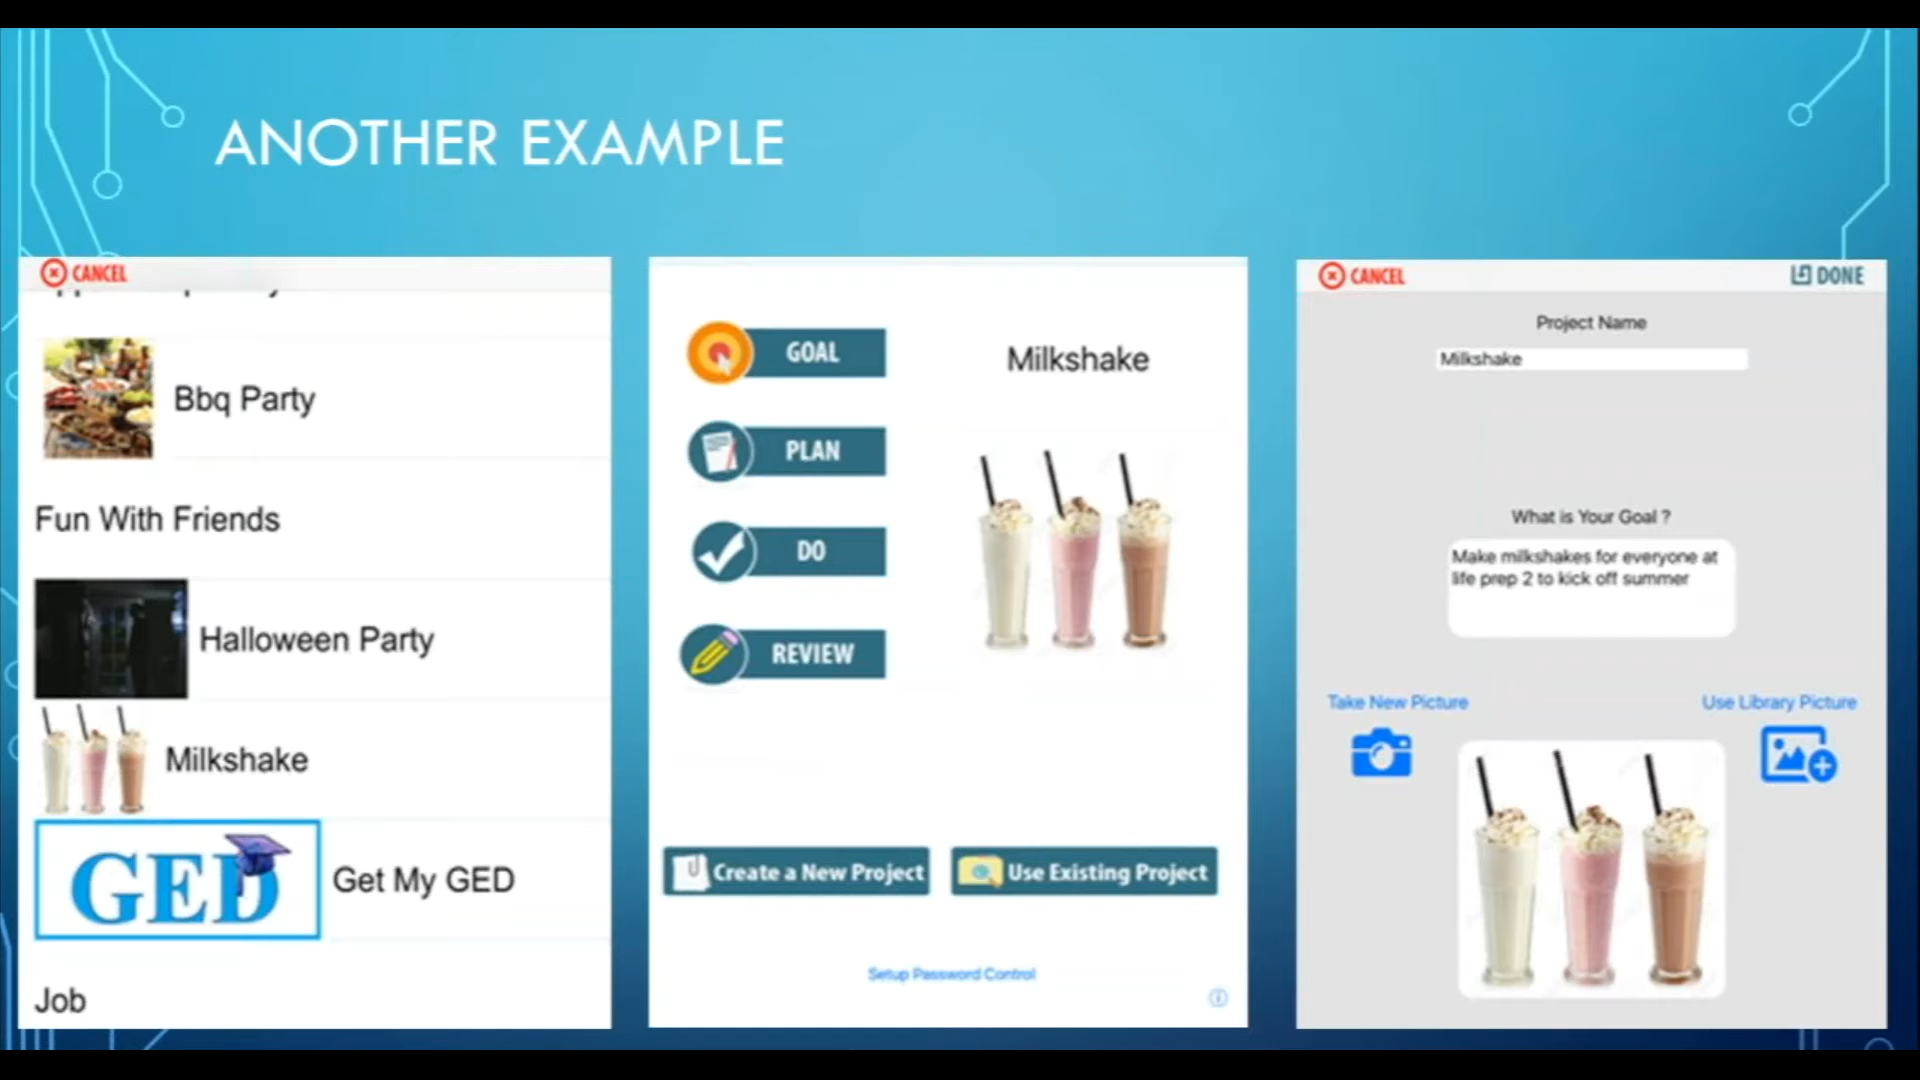 ANOTHER EXAMPLE
CANCEL
Bbq Party
Fun With Friends
Halloween Party
Milkshake
GED
Get My GED
Job
GOAL
Milkshake
PLAN
DO
REVIEW
Create a New Project
Use Existing Project
Setup Password Control
CANCEL
DONE
Project Name
Milkshake
What is Your Goal ?
Make milkshakes for everyone at
life prep 2 to kick off summer
Take New Picture
Use Library Picture